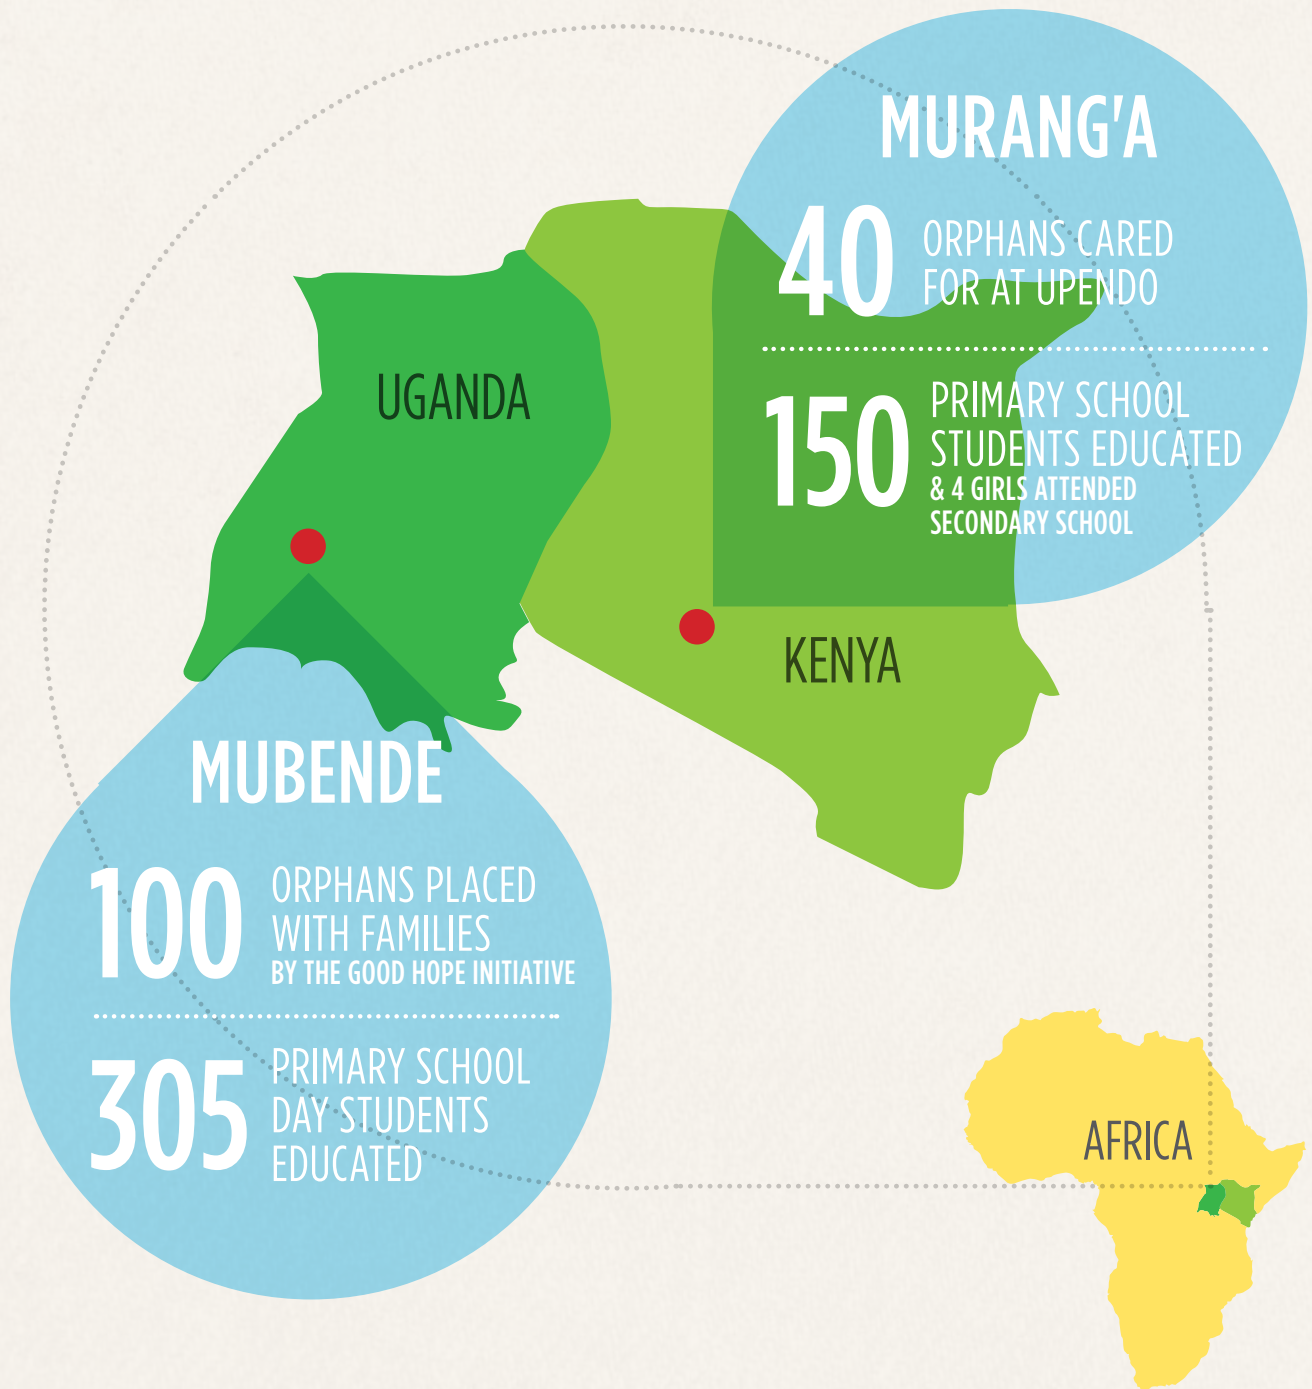 MURANG'A
40
ORPHANS CARED
FOR AT UPENDO
150
PRIMARY SCHOOL
STUDENTS EDUCATED
& 4 GIRLS ATTENDED
SECONDARY SCHOOL
UGANDA
KENYA
MUBENDE
100
ORPHANS PLACED
WITH FAMILIES
BY THE GOOD HOPE INITIATIVE
305
PRIMARY SCHOOL
DAY STUDENTS
EDUCATED
AFRICA